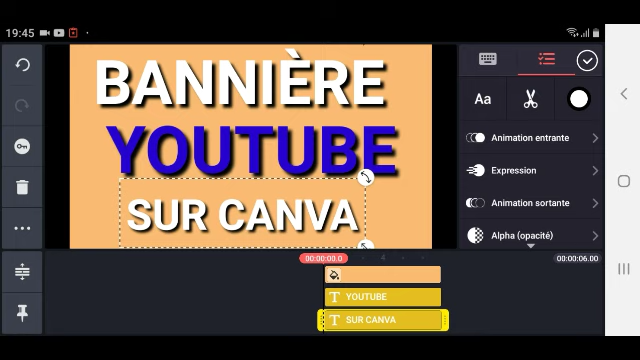 19:45
BANNIÈRE
YOUTUBE
SUR CANVA
Aa
Animation entrante
Expression
Animation sortante
Alpha (opacité)
00:00:00.0
4
00:00:06.00
T YOUTUBE
T SUR CANVA